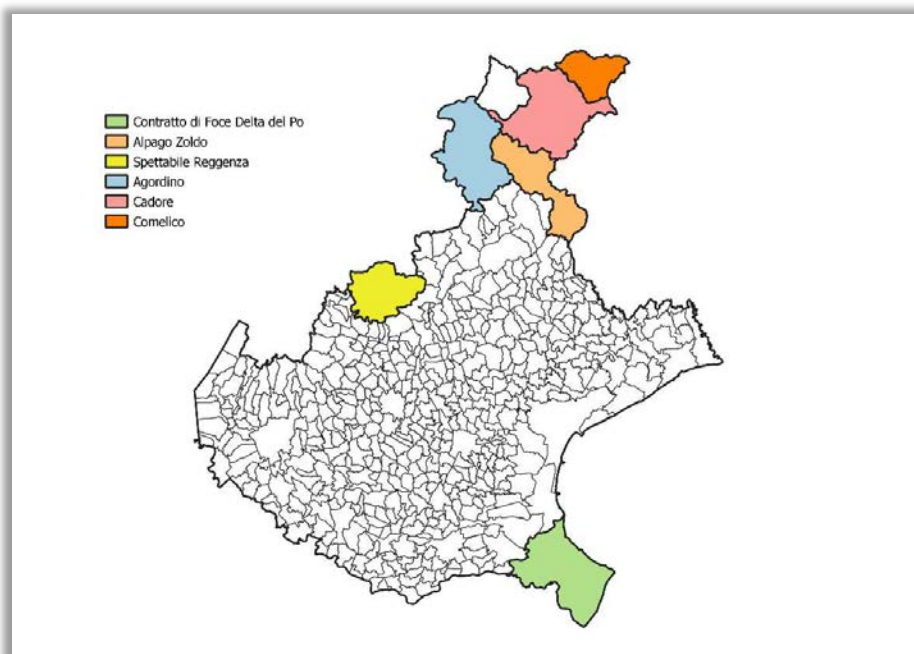 Contratto di Foce Delta del Po
Alpago Zoldo
Spettabile Reggenza
Agordino
Cadore
Comelico